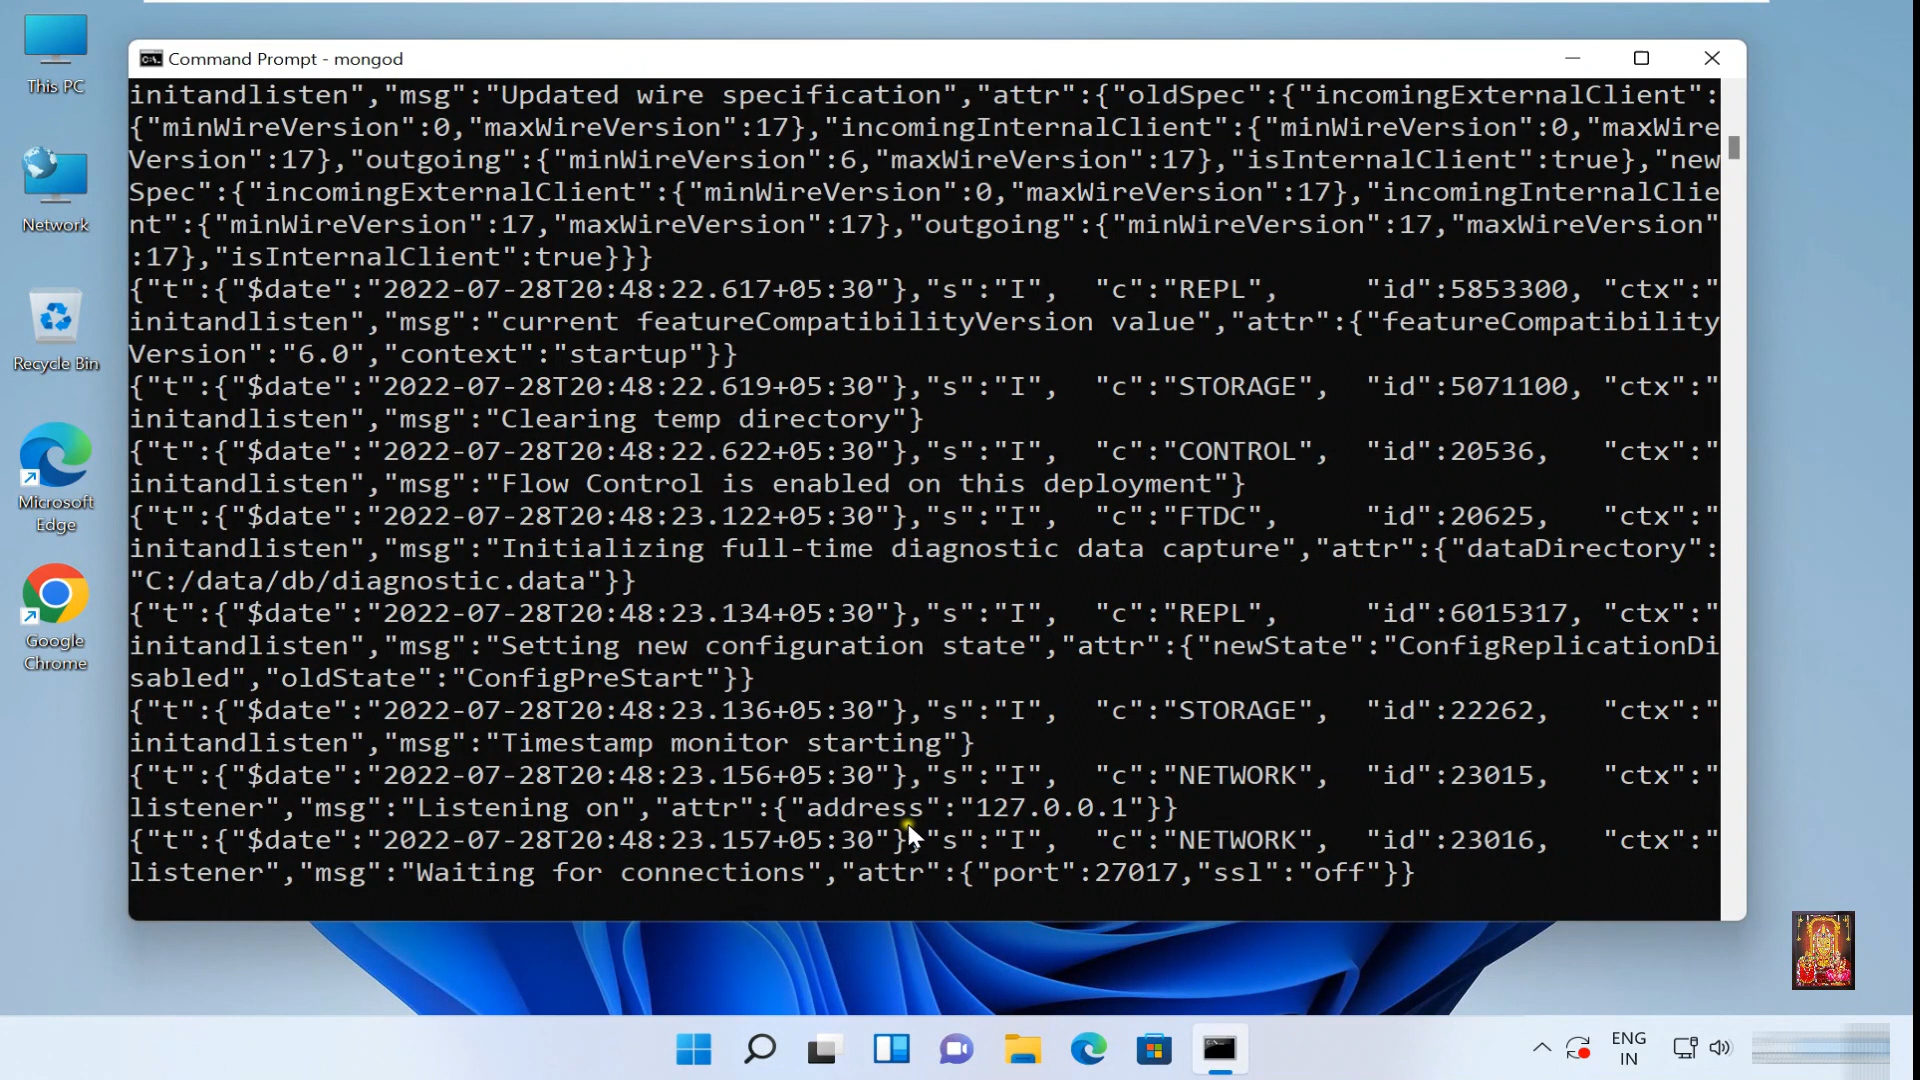 This PC
Network
Recycle Bin
Microsoft
Edge
Google
Chrome
Command Prompt - mongod
initandlisten","msg":"Updated wire specification","attr":{"oldSpec":{"incomingExternalClient":
{"minWireVersion":0,"maxWireVersion":17},"incomingInternalClient":{"minWireVersion":0,"maxWire
Version":17},"outgoing":{"minWireVersion":6,"maxWireVersion":17},"isInternalClient":true},"new
Spec":{"incomingExternalClient":{"minWireVersion":0,"maxWireVersion":17},"incomingInternalClie
nt":{"minWireVersion":17,"maxWireVersion":17},"outgoing":{"minWireVersion":17,"maxWireVersion"
:17},"isInternalClient":true}}}
{"t":{"$date":"2022-07-28T20:48:22.617+05:30"},"s":"I",  "c":"REPL",     "id":5853300, "ctx":"
initandlisten","msg":"current featureCompatibilityVersion value","attr":{"featureCompatibility
Version":"6.0","context":"startup"}}
{"t":{"$date":"2022-07-28T20:48:22.619+05:30"},"s":"I",  "c":"STORAGE",  "id":5071100, "ctx":"
initandlisten","msg":"Clearing temp directory"}
{"t":{"$date":"2022-07-28T20:48:22.622+05:30"},"s":"I",  "c":"CONTROL",  "id":20536,   "ctx":"
initandlisten","msg":"Flow Control is enabled on this deployment"}
{"t":{"$date":"2022-07-28T20:48:23.122+05:30"},"s":"I",  "c":"FTDC",     "id":20625,   "ctx":"
initandlisten","msg":"Initializing full-time diagnostic data capture","attr":{"dataDirectory":
"C:/data/db/diagnostic.data"}}
{"t":{"$date":"2022-07-28T20:48:23.134+05:30"},"s":"I",  "c":"REPL",     "id":6015317, "ctx":"
initandlisten","msg":"Setting new configuration state","attr":{"newState":"ConfigReplicationDi
sabled","oldState":"ConfigPreStart"}}
{"t":{"$date":"2022-07-28T20:48:23.136+05:30"},"s":"I",  "c":"STORAGE",  "id":22262,   "ctx":"
initandlisten","msg":"Timestamp monitor starting"}
{"t":{"$date":"2022-07-28T20:48:23.156+05:30"},"s":"I",  "c":"NETWORK",  "id":23015,   "ctx":"
listener","msg":"Listening on","attr":{"address":"127.0.0.1"}}
{"t":{"$date":"2022-07-28T20:48:23.157+05:30"},"s":"I",  "c":"NETWORK",  "id":23016,   "ctx":"
listener","msg":"Waiting for connections","attr":{"port":27017,"ssl":"off"}}
ENG
IN